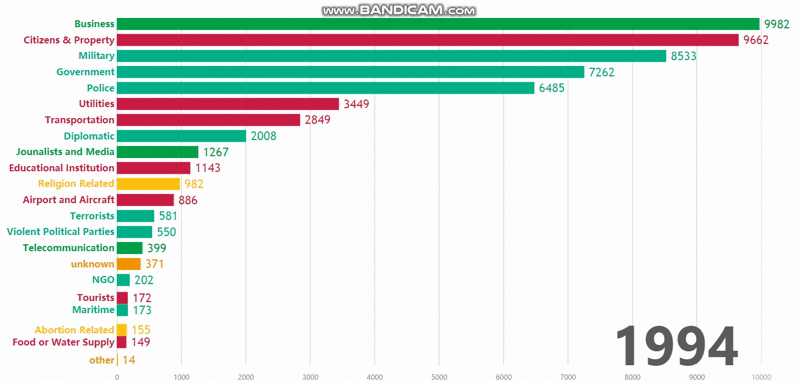 www.BANDICAM.com
Business 9982
Citizens & Property 9662
Military 8533
Government 7262
Police 6485
Utilities 3449
Transportation 2849
Diplomatic 2008
Jounalists and Media 1267
Educational Institution 1143
Religion Related 982
Airport and Aircraft 886
Terrorists 581
Violent Political Parties 550
Telecommunication 399
unknown 371
NGO 202
Tourists 172
Maritime 173
Abortion Related 155
Food or Water Supply 149
other 14
1994
0 1000 2000 3000 4000 5000 6000 7000 8000 9000 10000